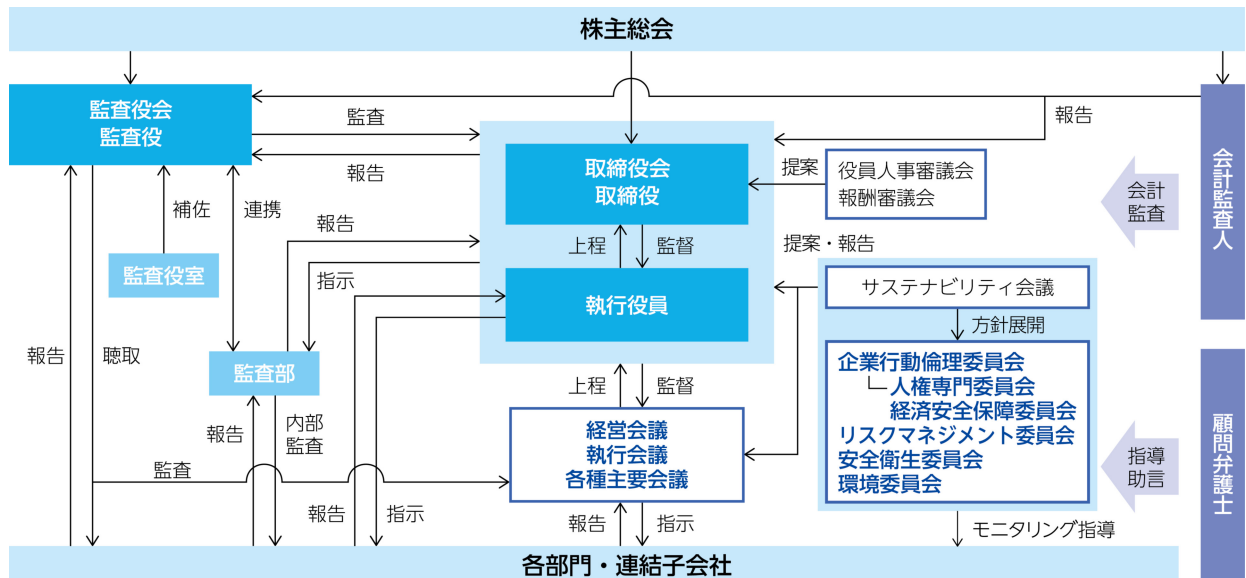 株主総会
監査役会
監査役
監査
報告
報告
取締役会
取締役
提案
役員人事審議会
報酬審議会
会計
監査
会計監査人
補佐
連携
報告
上程
監督
提案・報告
監査役室
指示
執行役員
サステナビリティ会議
方針展開
報告
聴取
監査部
上程
監督
企業行動倫理委員会
人権専門委員会
経済安全保障委員会
リスクマネジメント委員会
安全衛生委員会
環境委員会
報告
内部
監査
経営会議
執行会議
各種主要会議
監査
指導
助言
顧問弁護士
報告
指示
報告
指示
モニタリング指導
各部門・連結子会社